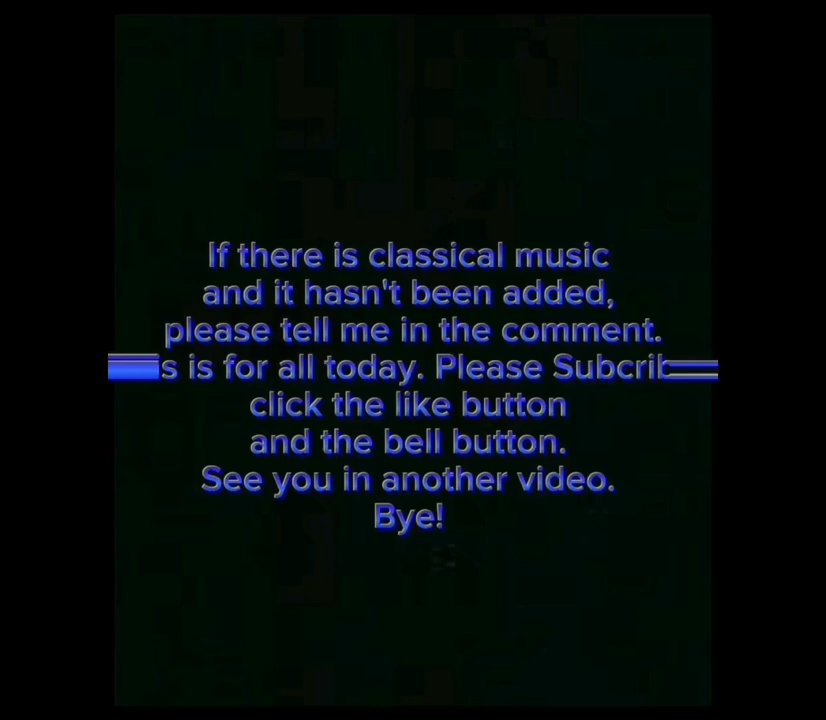 If there is classical music
and it hasn't been added,
please tell me in the comment.
is for all today. Please
click the like button
and the bell button.
See you in another video.
Bye!